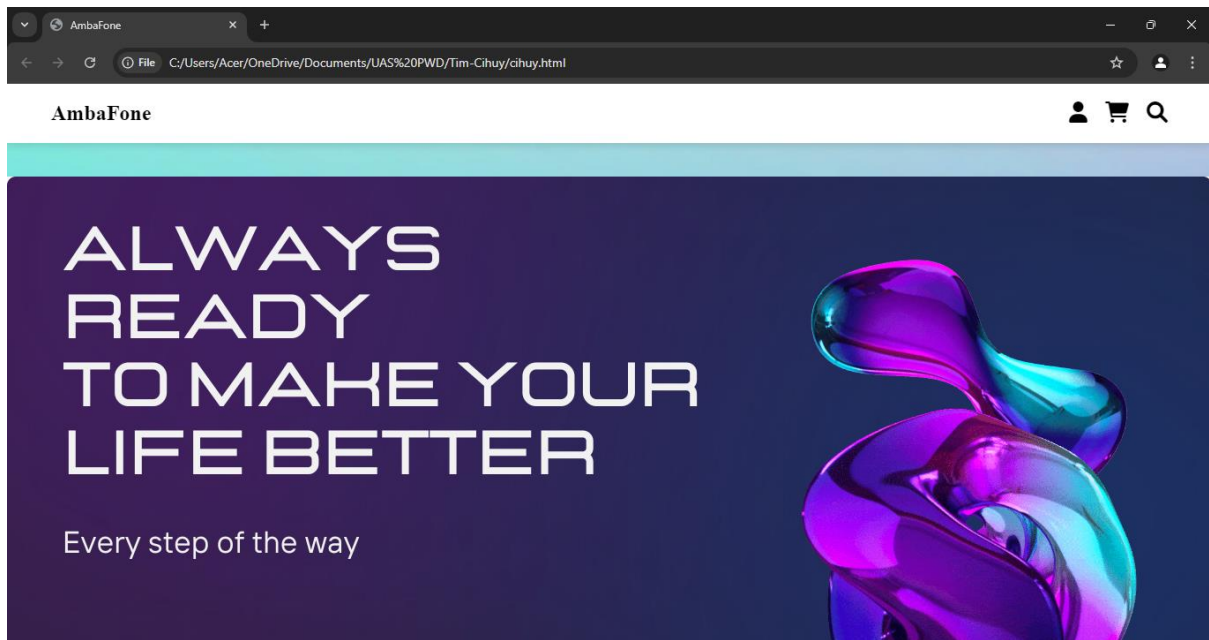 AmbaFone
File C:/Users/Acer/OneDrive/Documents/UAS%20PWD/Tim-Cihuy/cihuy.html
AmbaFone
ALWAYS
READY
TO MAKE YOUR
LIFE BETTER
Every step of the way